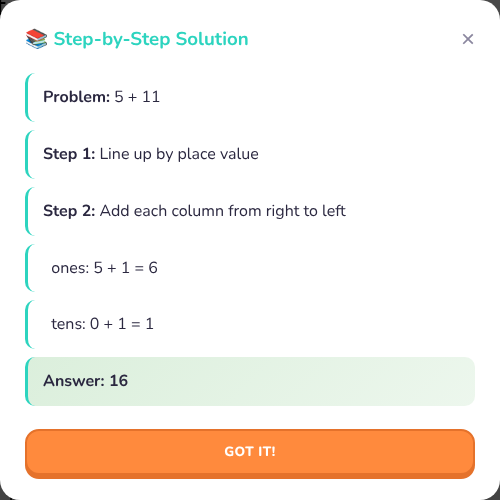 📚 Step-by-Step Solution ×
Problem: 5 + 11
Step 1: Line up by place value
Step 2: Add each column from right to left
ones: 5 + 1 = 6
tens: 0 + 1 = 1
Answer: 16
GOT IT!